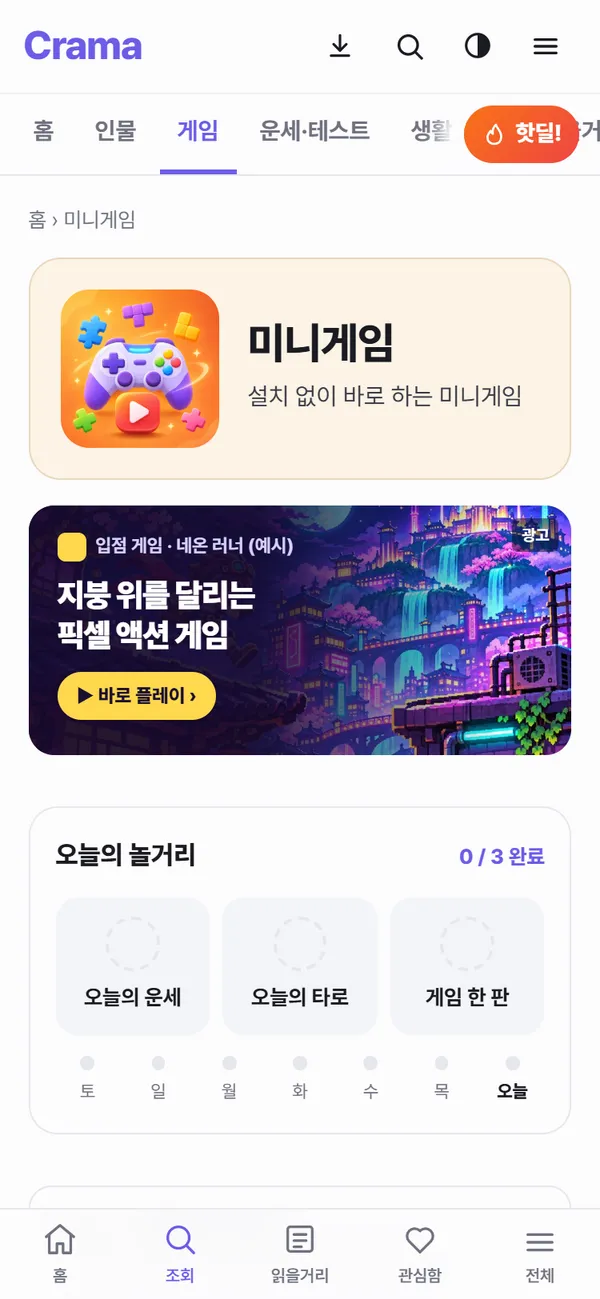 Crama
홈
인물
게임
운세·테스트
생활
핫딜!
홈 › 미니게임
미니게임
설치 없이 바로 하는 미니게임
광고
입점 게임 · 네온 러너 (예시)
지붕 위를 달리는
픽셀 액션 게임
▶ 바로 플레이 ›
오늘의 놀거리
0 / 3 완료
오늘의 운세
오늘의 타로
게임 한 판
토
일
월
화
수
목
오늘
홈
조회
읽을거리
관심함
전체